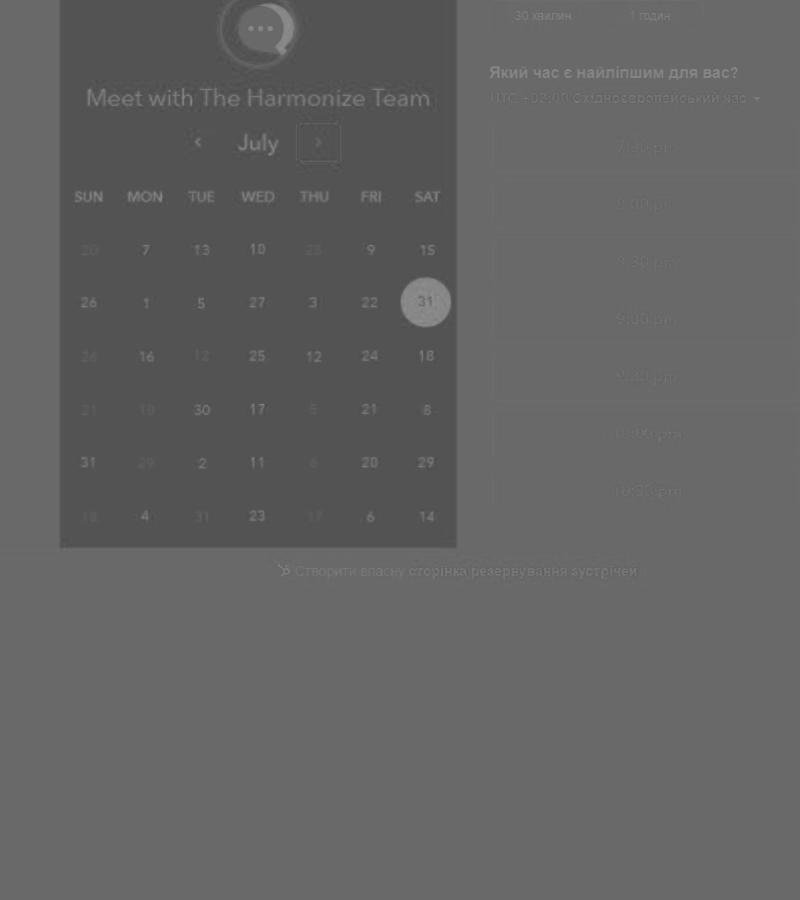 30 хвилин 1 годин
Meet with The Harmonize Team
Який час є найліпшим для вас?
UTC +02:00 Східноєвропейський час
July
SUN MON TUE WED THU FRI SAT
20 7 13 10 23 9 15
26 1 5 27 3 22 31
26 16 12 25 12 24 18
21 19 30 17 5 21 8
31 29 2 11 6 20 29
18 4 31 23 17 6 14
7:30 pm
8:00 pm
8:30 pm
9:00 pm
9:30 pm
10:00 pm
10:30 pm
Створити власну сторінка резервування зустрічей